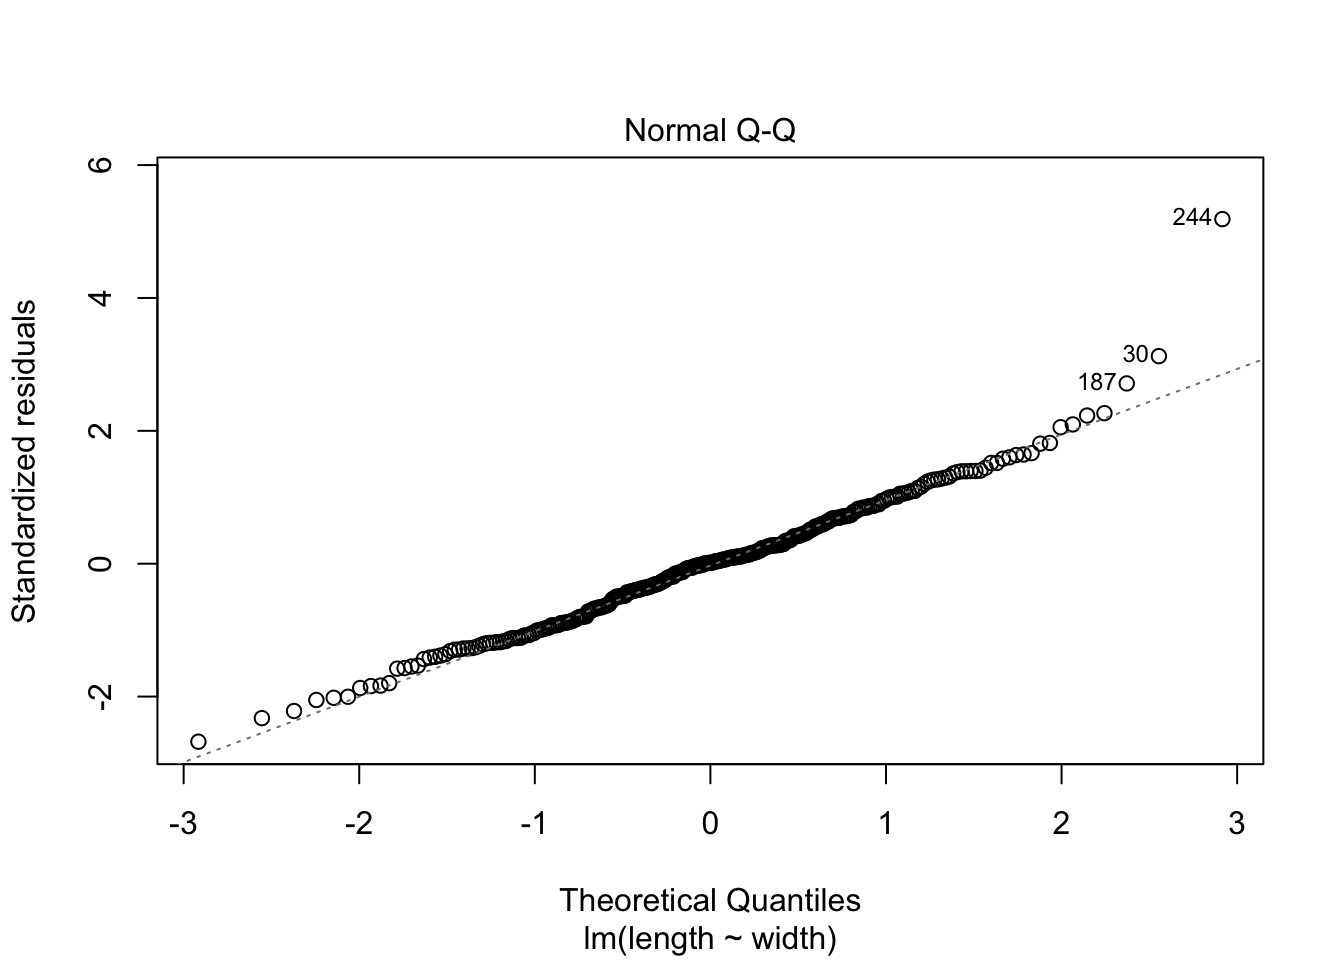 Normal Q-Q
Standardized residuals
6
4
2
0
-2
244
30
187
-3 -2 -1 0 1 2 3
Theoretical Quantiles
lm(length ~ width)